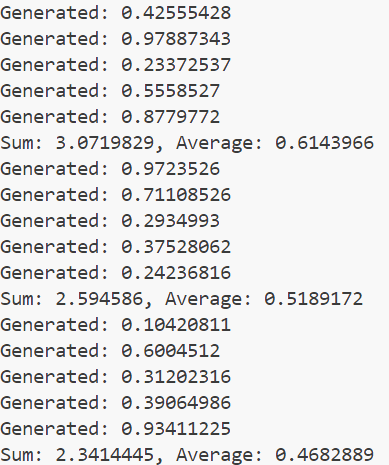 Generated: 0.42555428
Generated: 0.97887343
Generated: 0.23372537
Generated: 0.5558527
Generated: 0.8779772
Sum: 3.0719829, Average: 0.6143966
Generated: 0.9723526
Generated: 0.71108526
Generated: 0.2934993
Generated: 0.37528062
Generated: 0.24236816
Sum: 2.594586, Average: 0.5189172
Generated: 0.10420811
Generated: 0.6004512
Generated: 0.31202316
Generated: 0.39064986
Generated: 0.93411225
Sum: 2.3414445, Average: 0.4682889